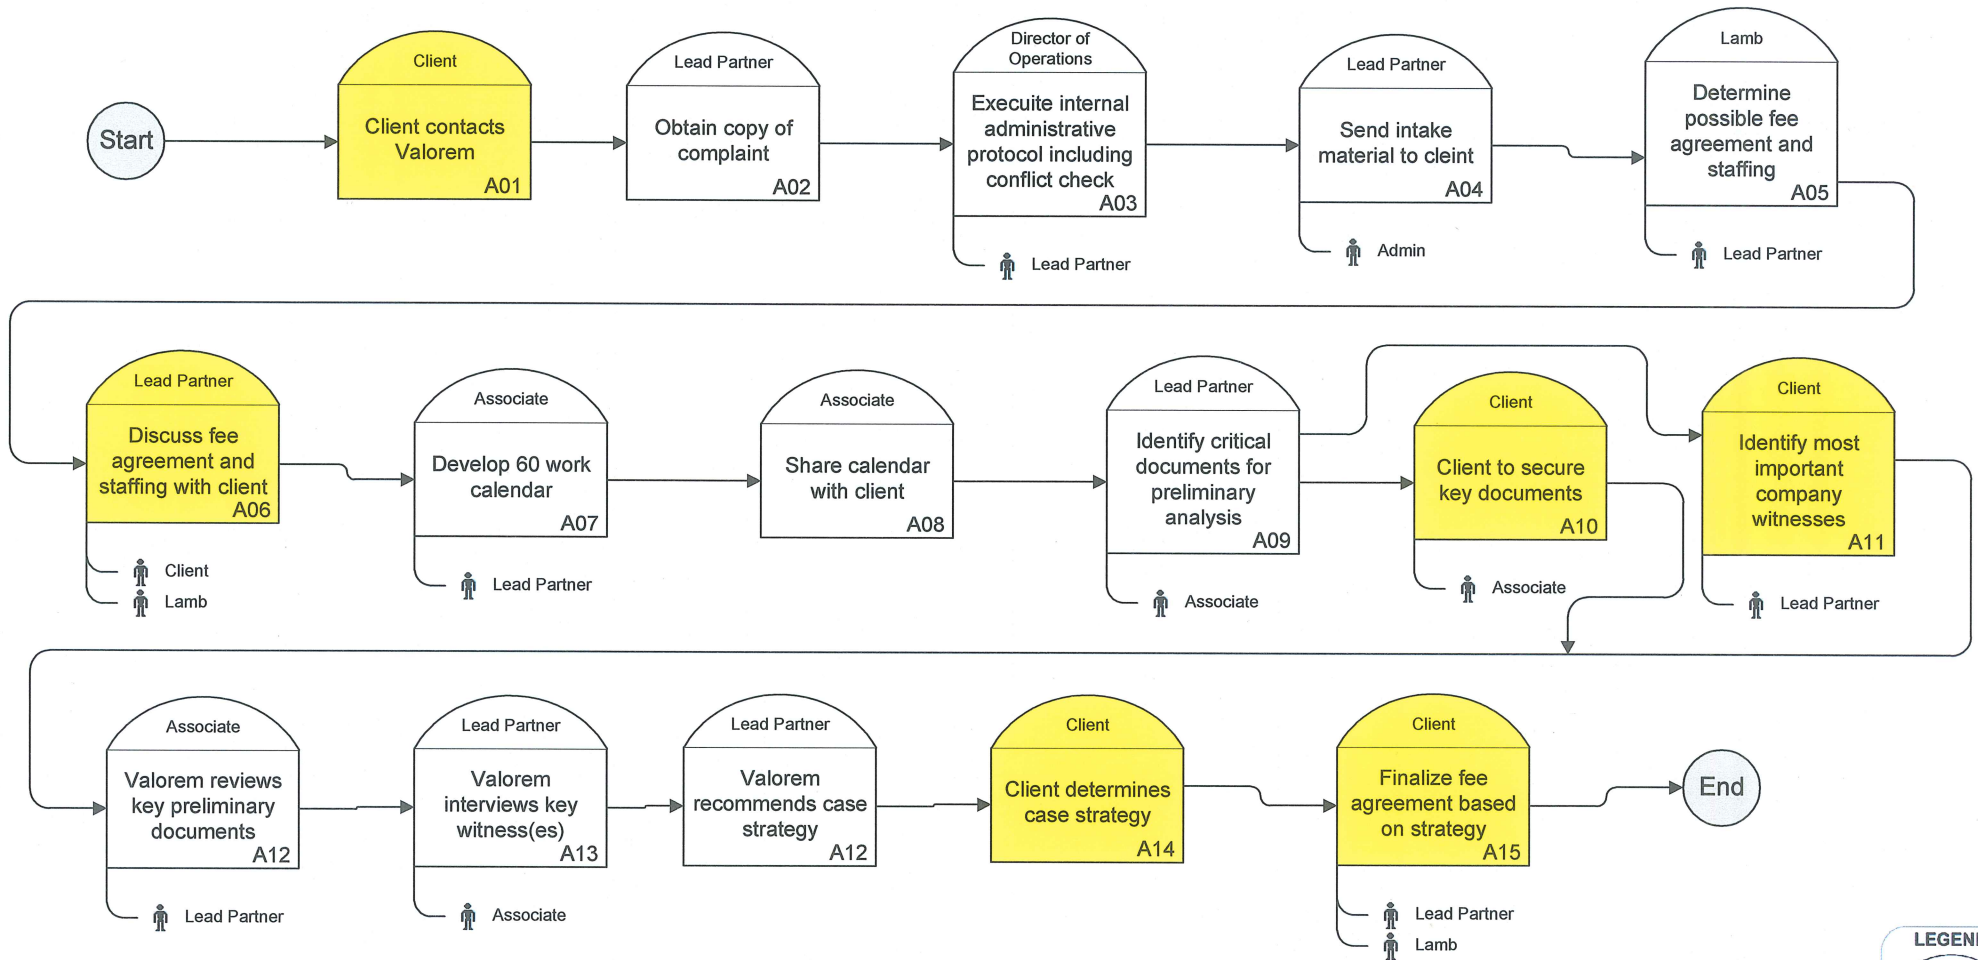 Start
Client
Client contacts
Valorem
A01
Lead Partner
Obtain copy of
complaint
A02
Director of
Operations
Execuite internal
administrative
protocol including
conflict check
A03
Lead Partner
Lead Partner
Send intake
material to cleint
A04
Admin
Lamb
Determine
possible fee
agreement and
staffing
A05
Lead Partner
Lead Partner
Discuss fee
agreement and
staffing with client
A06
Client
Lamb
Associate
Develop 60 work
calendar
A07
Lead Partner
Associate
Share calendar
with client
A08
Lead Partner
Identify critical
documents for
preliminary
analysis
A09
Associate
Client
Client to secure
key documents
A10
Associate
Client
Identify most
important
company
witnesses
A11
Lead Partner
Associate
Valorem reviews
key preliminary
documents
A12
Lead Partner
Lead Partner
Valorem
interviews key
witness(es)
A13
Associate
Lead Partner
Valorem
recommends case
strategy
A12
Client
Client determines
case strategy
A14
Client
Finalize fee
agreement based
on strategy
A15
Lead Partner
Lamb
End